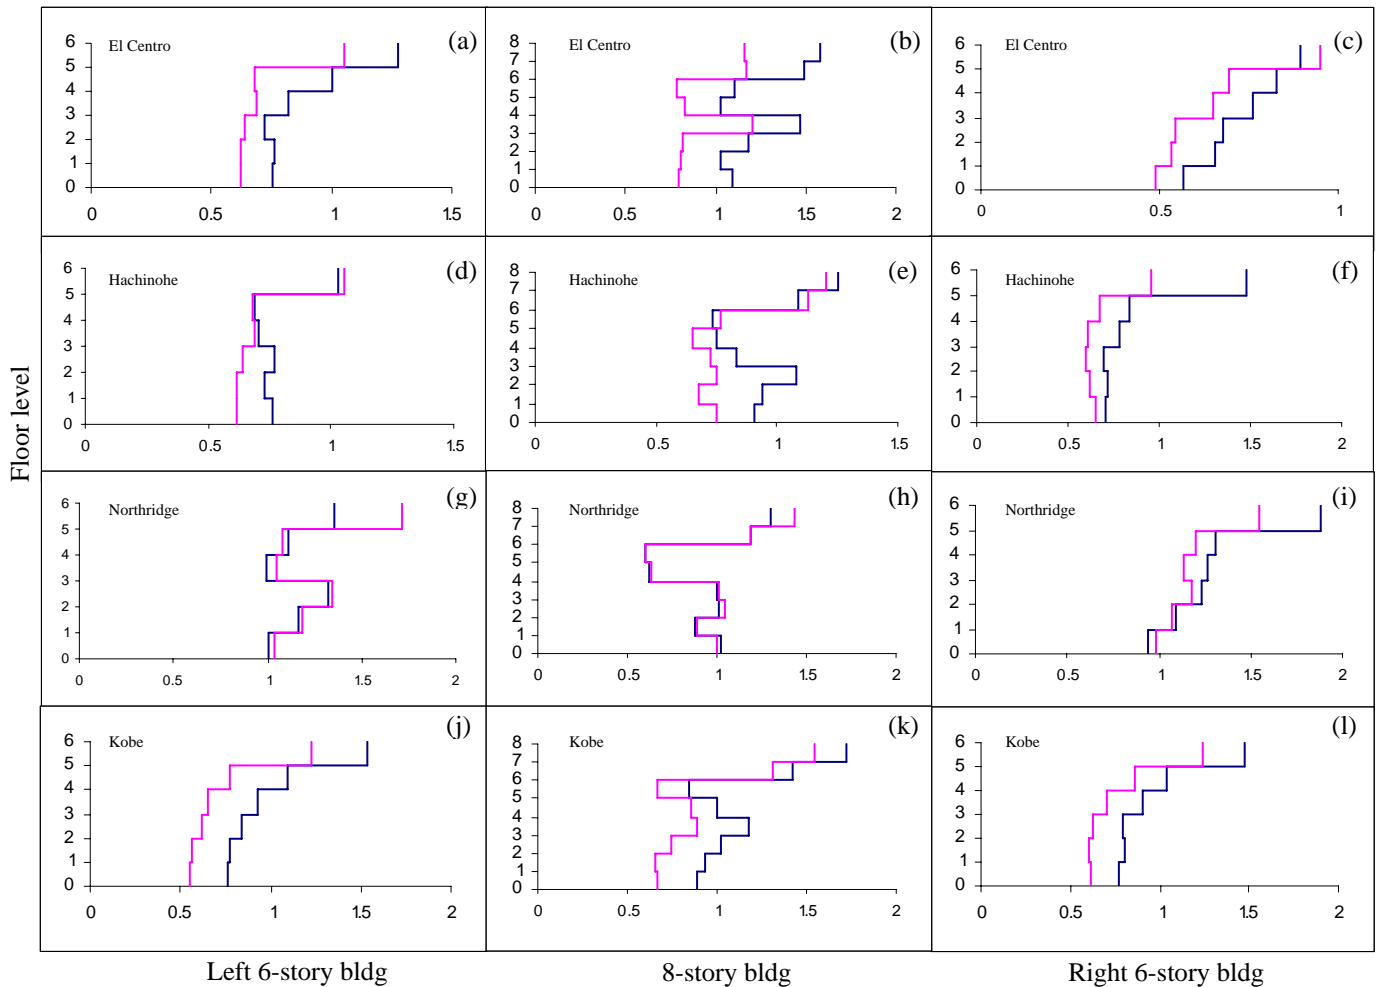 Floor level
El Centro
(a)
6
5
4
3
2
1
0
0 0.5 1 1.5
El Centro
(b)
8
7
6
5
4
3
2
1
0
0 0.5 1 1.5 2
El Centro
(c)
6
5
4
3
2
1
0
0 0.5 1
Hachinohe
(d)
6
5
4
3
2
1
0
0 0.5 1 1.5
Hachinohe
(e)
8
7
6
5
4
3
2
1
0
0 0.5 1 1.5
Hachinohe
(f)
6
5
4
3
2
1
0
0 0.5 1 1.5 2
Northridge
(g)
6
5
4
3
2
1
0
0 0.5 1 1.5 2
Northridge
(h)
8
7
6
5
4
3
2
1
0
0 0.5 1 1.5 2
Northridge
(i)
6
5
4
3
2
1
0
0 0.5 1 1.5 2
Kobe
(j)
6
5
4
3
2
1
0
0 0.5 1 1.5 2
Kobe
(k)
8
7
6
5
4
3
2
1
0
0 0.5 1 1.5 2
Kobe
(l)
6
5
4
3
2
1
0
0 0.5 1 1.5 2
Left 6-story bldg
8-story bldg
Right 6-story bldg